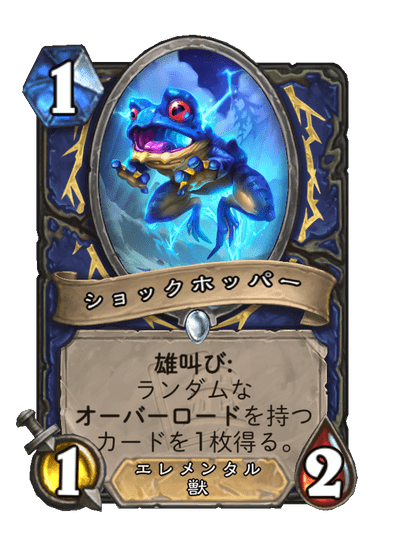 1
ショックホッパー
雄叫び:
ランダムな
オーバーロードを持つ
カードを1枚得る。
エレメンタル
獣
1
2